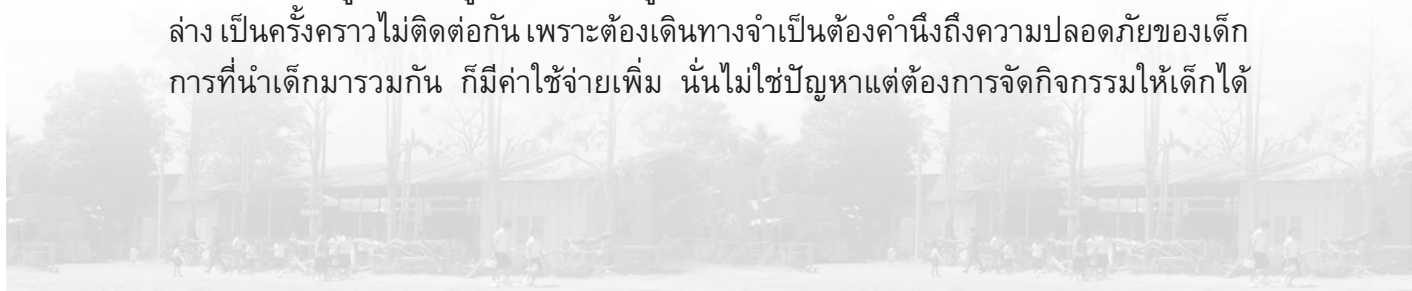 ล่าง เป็นครั้งคราวไม่ติดต่อกัน เพราะต้องเดินทางจำเป็นต้องคำนึงถึงความปลอดภัยของเด็ก
การที่นำเด็กมารวมกัน ก็มีค่าใช้จ่ายเพิ่ม นั่นไม่ใช่ปัญหาแต่ต้องการจัดกิจกรรมให้เด็กได้